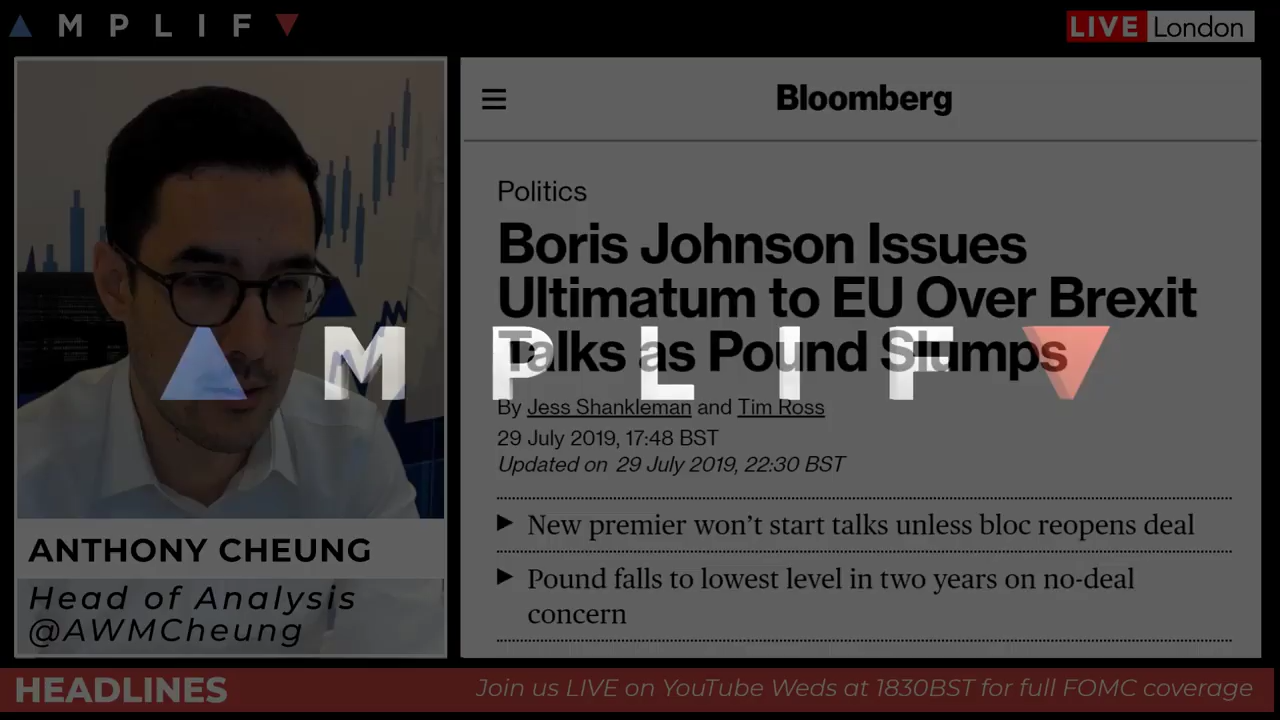 AMPLIFY
LIVE London
Bloomberg
Politics
Boris Johnson Issues
Ultimatum to EU Over Brexit
Talks as Pound Slumps
AMPLIFY
By Jess Shankleman and Tim Ross
29 July 2019, 17:48 BST
Updated on 29 July 2019, 22:30 BST
New premier won't start talks unless bloc reopens deal
Pound falls to lowest level in two years on no-deal
concern
ANTHONY CHEUNG
Head of Analysis
@AWMCheung
HEADLINES
Join us LIVE on YouTube Weds at 1830BST for full FOMC coverage